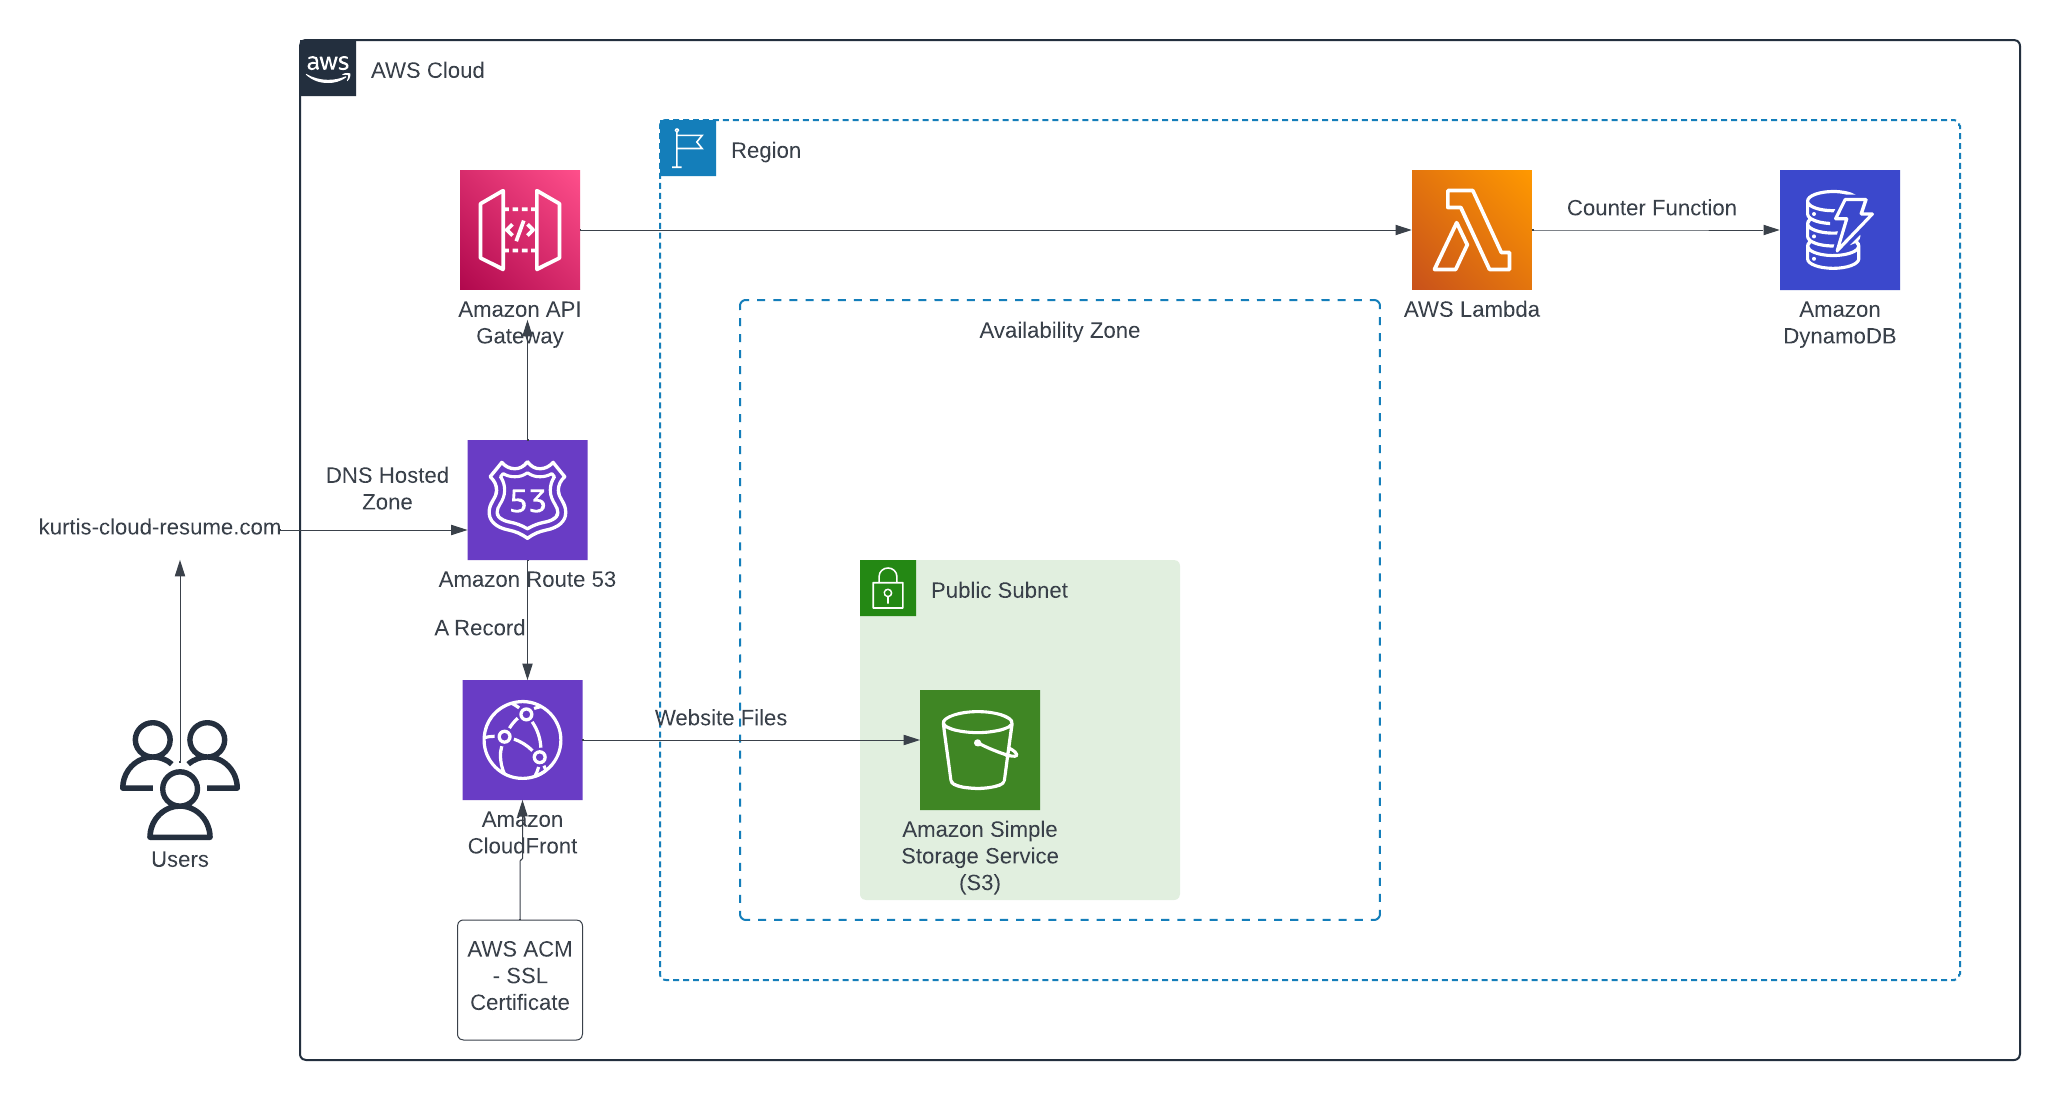 aws
AWS Cloud
Region
Amazon API
Gateway
AWS Lambda
Counter Function
Amazon
DynamoDB
Availability Zone
DNS Hosted
Zone
kurtis-cloud-resume.com
53
Amazon Route 53
A Record
Public Subnet
Website Files
Amazon
CloudFront
Amazon Simple
Storage Service
(S3)
Users
AWS ACM
- SSL
Certificate